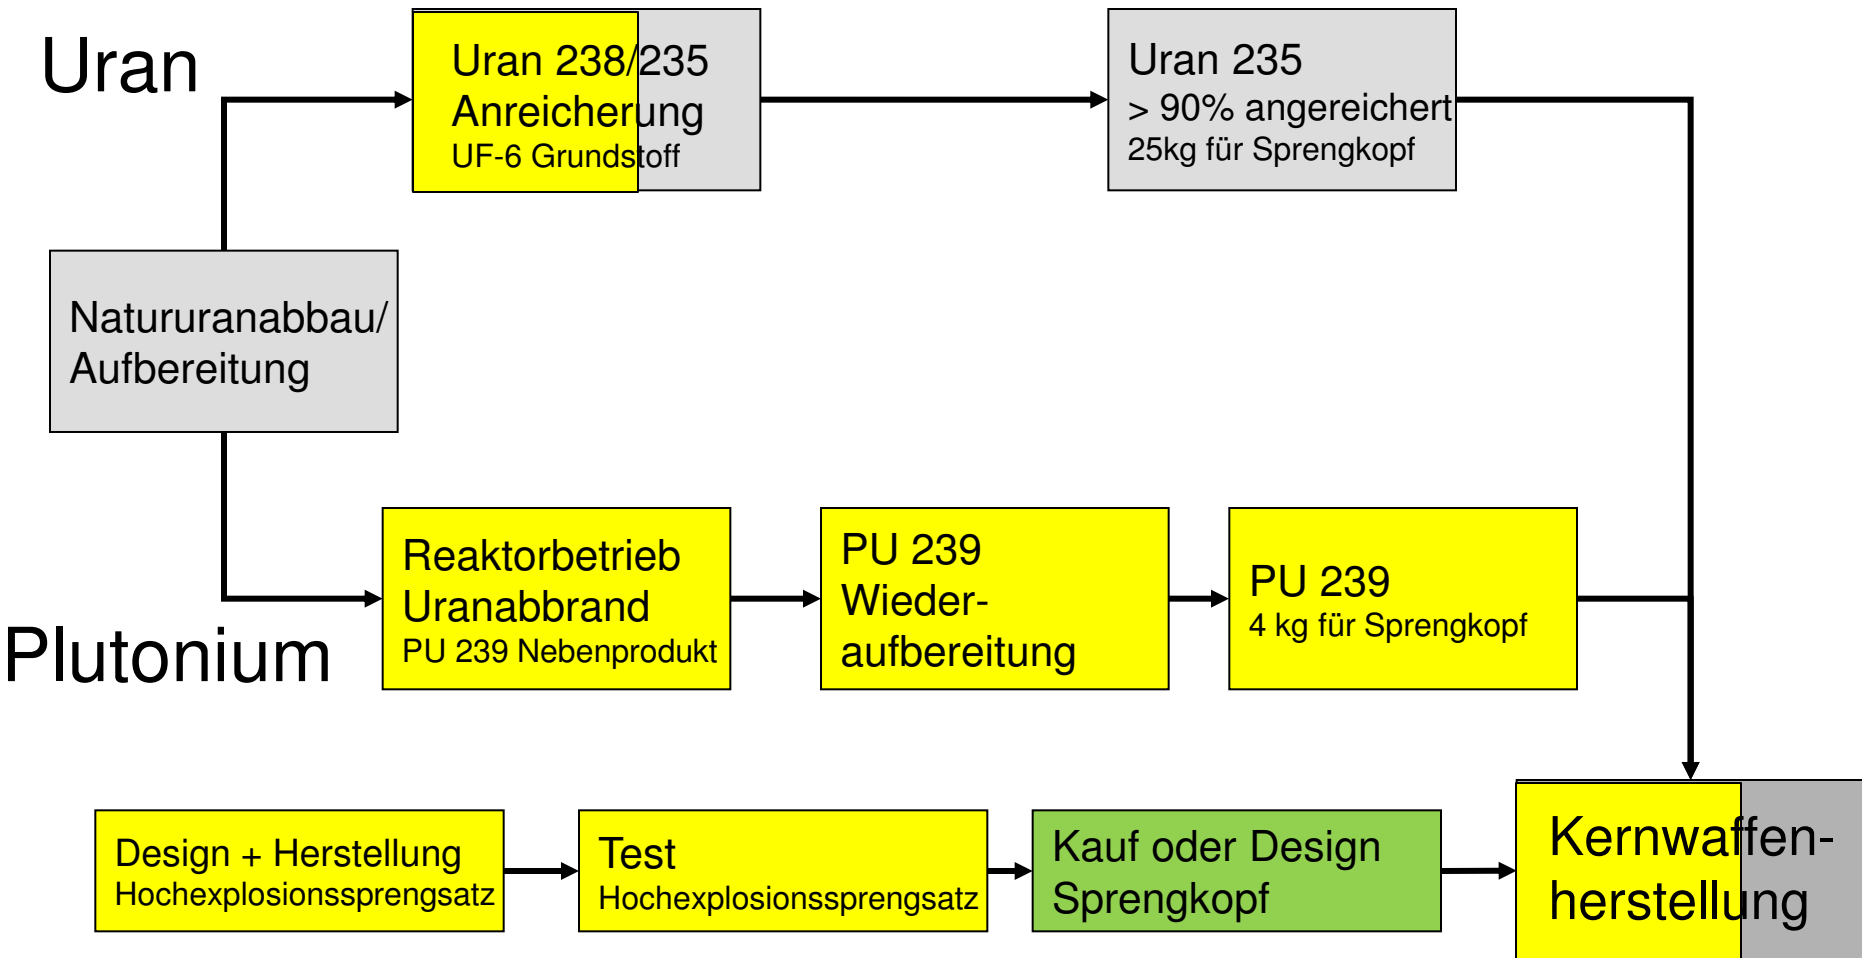 Uran
Uran 238/235
Anreicherung
UF-6 Grundstoff
Uran 235
> 90% angereichert
25kg für Sprengkopf
Natururanabbau/
Aufbereitung
Plutonium
Reaktorbetrieb
Uranabbrand
PU 239 Nebenprodukt
PU 239
Wieder-
aufbereitung
PU 239
4 kg für Sprengkopf
Design + Herstellung
Hochexplosionssprengsatz
Test
Hochexplosionssprengsatz
Kauf oder Design
Sprengkopf
Kernwaffen-
herstellung